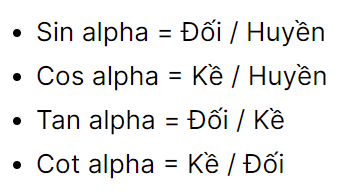 • Sin alpha = Đối / Huyền
• Cos alpha = Kề / Huyền
• Tan alpha = Đối / Kề
• Cot alpha = Kề / Đối